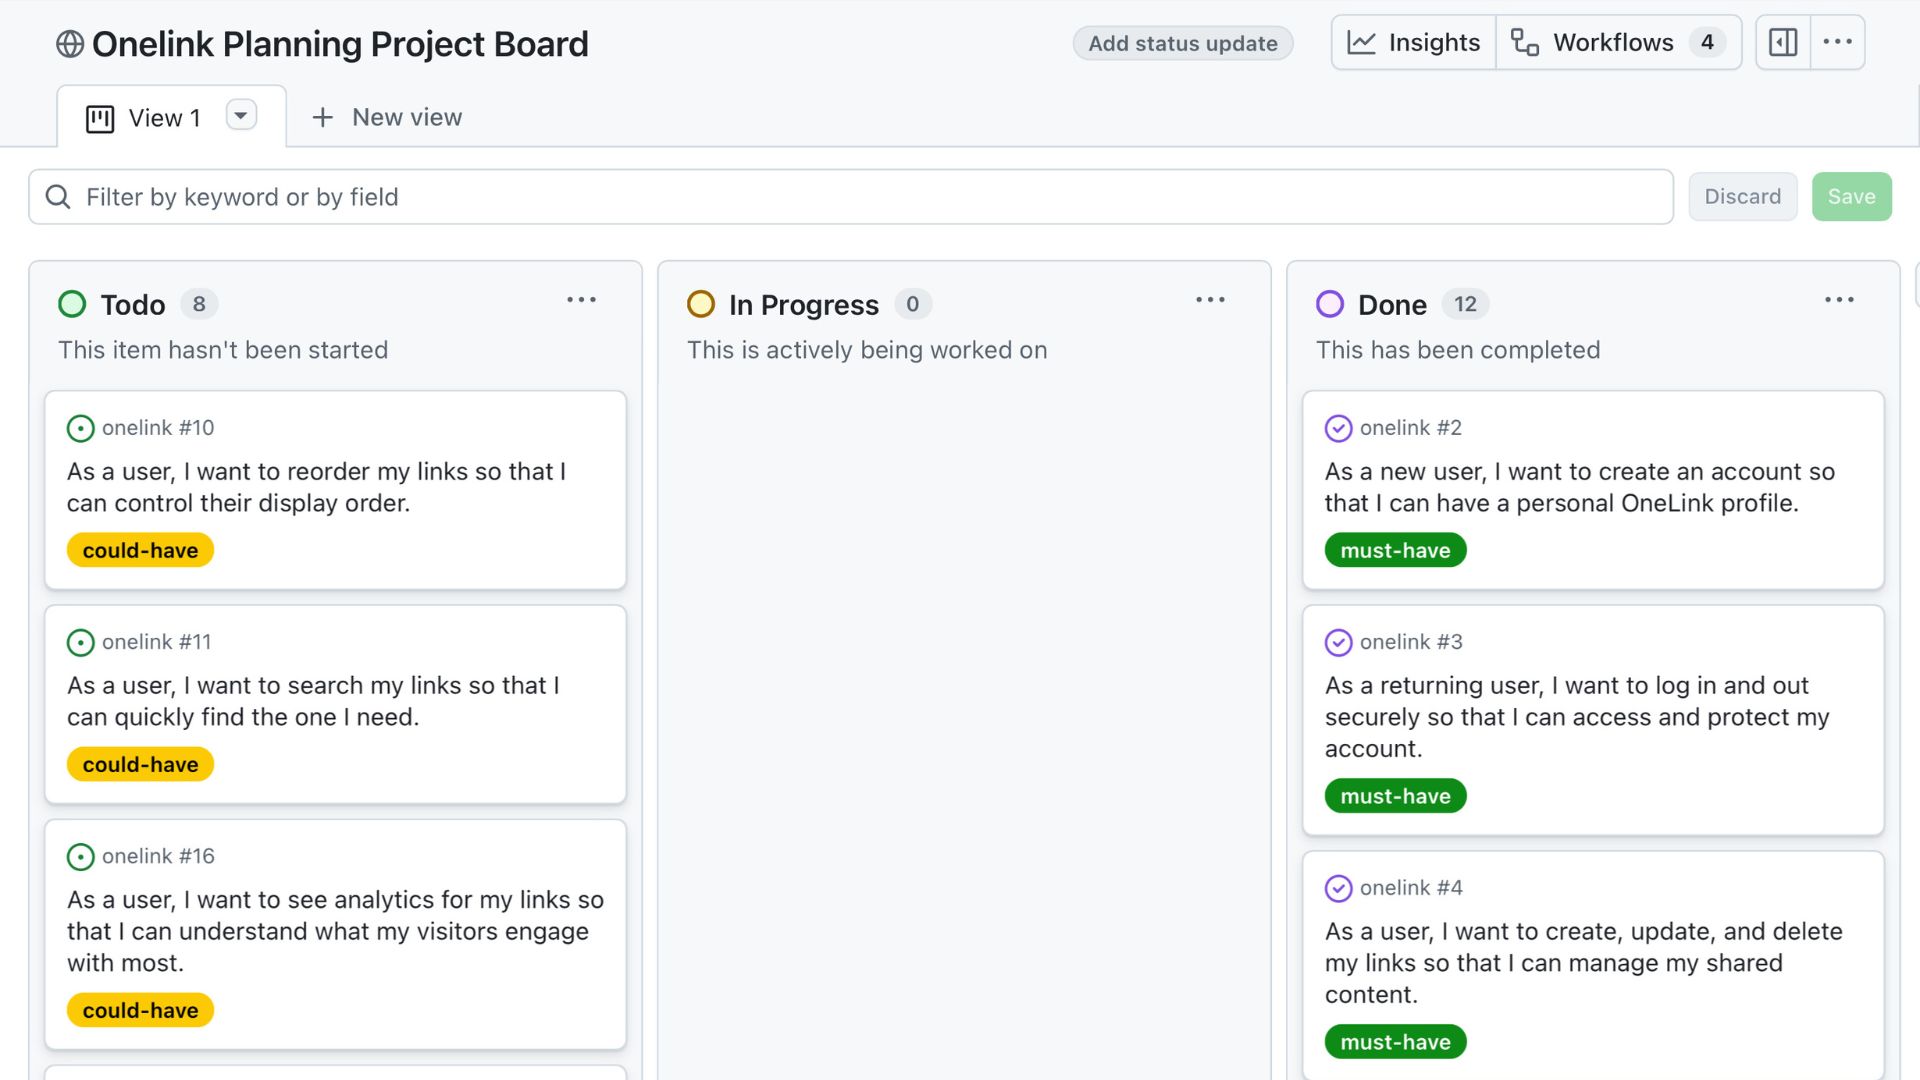 Onelink Planning Project Board
Add status update
Insights
Workflows 4
View 1
New view
Filter by keyword or by field
Discard
Save
Todo 8
This item hasn't been started
onelink #10
As a user, I want to reorder my links so that I
can control their display order.
could-have
onelink #11
As a user, I want to search my links so that I
can quickly find the one I need.
could-have
onelink #16
As a user, I want to see analytics for my links so
that I can understand what my visitors engage
with most.
could-have
In Progress 0
This is actively being worked on
Done 12
This has been completed
onelink #2
As a new user, I want to create an account so
that I can have a personal OneLink profile.
must-have
onelink #3
As a returning user, I want to log in and out
securely so that I can access and protect my
account.
must-have
onelink #4
As a user, I want to create, update, and delete
my links so that I can manage my shared
content.
must-have